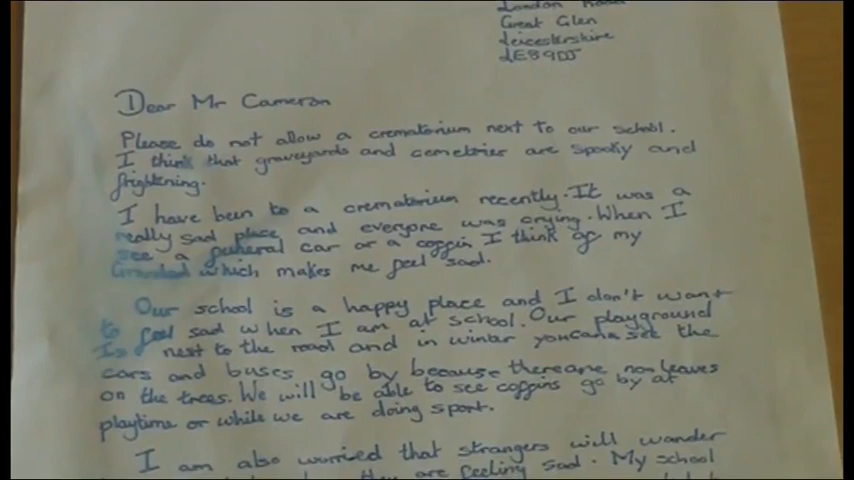 London Road
Great Glen
Leicestershire
LE8 9DJ
Dear Mr Cameron
Please do not allow a crematorium next to our school.
I think that graveyards and cemetries are spooky and
frightening.
I have been to a crematorium recently. It was a
really sad place and everyone was crying. When I
see a funeral car or a coffin I think of my
Grandad which makes me feel sad.
Our school is a happy place and I don't want
to feel sad when I am at school. Our playground
Is next to the road and in winter you can see the
cars and buses go by because there are no leaves
on the trees. We will be able to see coffins go by at
playtime or while we are doing sport.
I am also worried that strangers will wander
they are feeling sad. My school